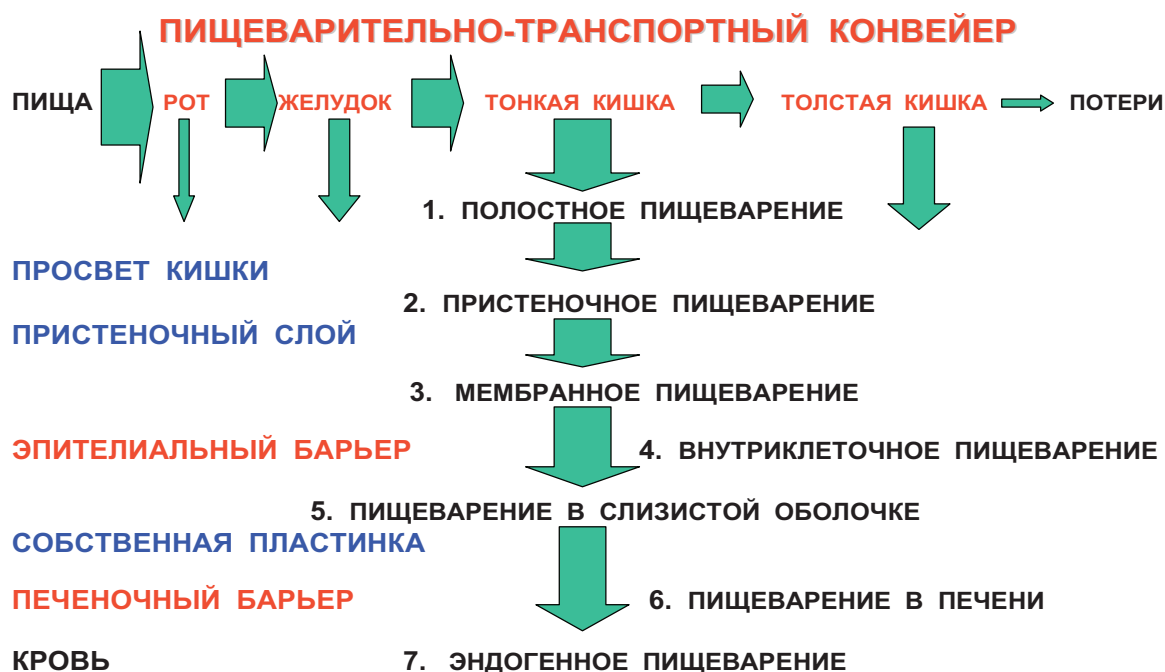 ПИЩЕВАРИТЕЛЬНО-ТРАНСПОРТНЫЙ КОНВЕЙЕР
ПИЩА РОТ ЖЕЛУДОК ТОНКАЯ КИШКА ТОЛСТАЯ КИШКА ПОТЕРИ
1. ПОЛОСТНОЕ ПИЩЕВАРЕНИЕ
ПРОСВЕТ КИШКИ
2. ПРИСТЕНОЧНОЕ ПИЩЕВАРЕНИЕ
ПРИСТЕНОЧНЫЙ СЛОЙ
3. МЕМБРАННОЕ ПИЩЕВАРЕНИЕ
ЭПИТЕЛИАЛЬНЫЙ БАРЬЕР 4. ВНУТРИКЛЕТОЧНОЕ ПИЩЕВАРЕНИЕ
5. ПИЩЕВАРЕНИЕ В СЛИЗИСТОЙ ОБОЛОЧКЕ
СОБСТВЕННАЯ ПЛАСТИНКА
ПЕЧЕНОЧНЫЙ БАРЬЕР 6. ПИЩЕВАРЕНИЕ В ПЕЧЕНИ
КРОВЬ 7. ЭНДОГЕННОЕ ПИЩЕВАРЕНИЕ